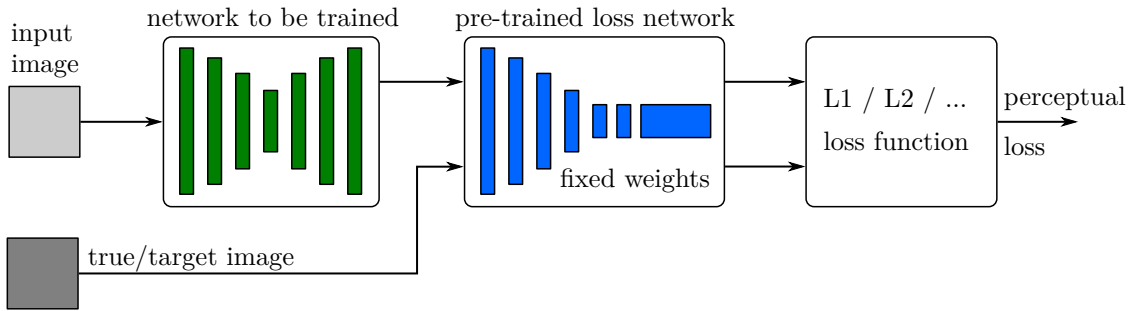 network to be trained
pre-trained loss network
input
image
L1 / L2 / ...
loss function
perceptual
loss
fixed weights
true/target image